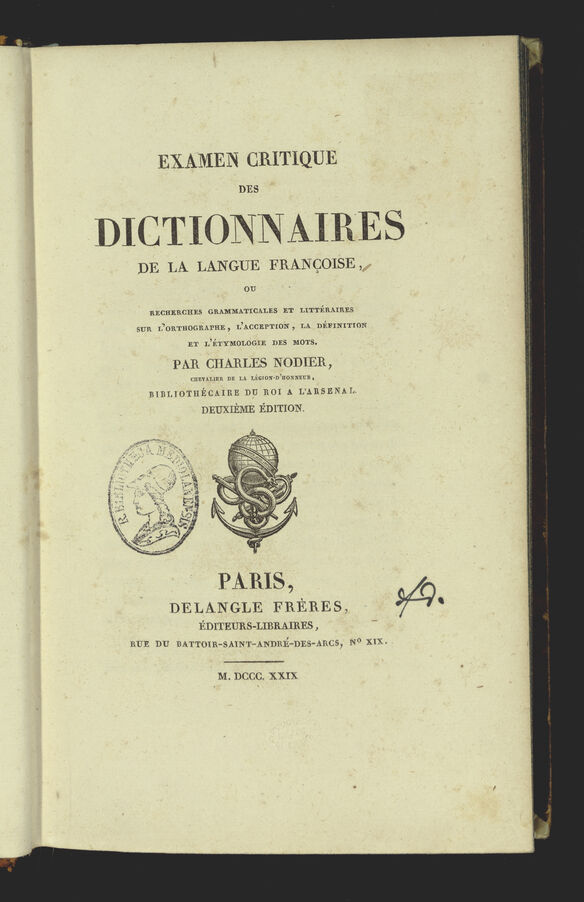 EXAMEN CRITIQUE
DES
DICTIONNAIRES
DE LA LANGUE FRANÇOISE,
OU
RECHERCHES GRAMMATICALES ET LITTÉRAIRES
SUR L'ORTHOGRAPHE, L'ACCEPTION, LA DÉFINITION
ET L'ÉTYMOLOGIE DES MOTS.
PAR CHARLES NODIER,
CHEVALIER DE LA LÉGION-D'HONNEUR,
BIBLIOTHÉCAIRE DU ROI A L'ARSENAL.
DEUXIÈME ÉDITION.
R. BIBLIOTHECA MEDIOLANENSIS
PARIS,
DELANGLE FRÈRES,
ÉDITEURS-LIBRAIRES,
RUE DU BATTOIR-SAINT-ANDRÉ-DES-ARCS, Nº XIX.
M. DCCC. XXIX